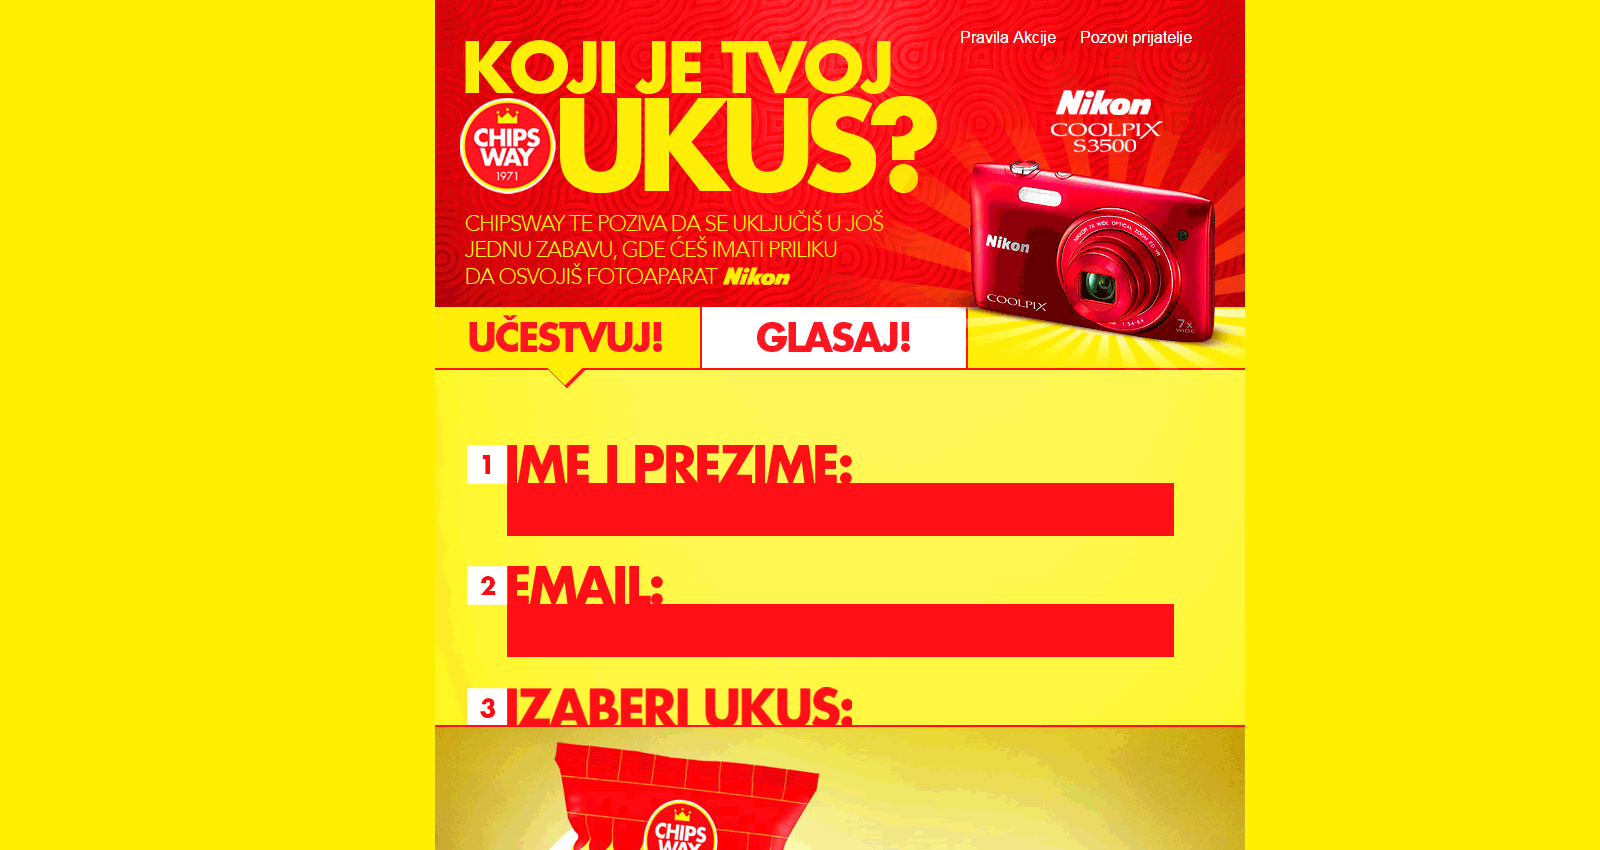 Pravila Akcije Pozovi prijatelje
KOJI JE TVOJ
UKUS?
CHIPS
WAY
1971
Nikon
COOLPIX
S3500
CHIPSWAY TE POZIVA DA SE UKLJUČIŠ U JOŠ
JEDNU ZABAVU, GDE ĆEŠ IMATI PRILIKU
DA OSVOJIŠ FOTOAPARAT Nikon
Nikon
COOLPIX
7x
WIDE
UČESTVUJ! GLASAJ!
1 IME I PREZIME:
2 EMAIL:
3 IZABERI UKUS:
CHIPS
WAY